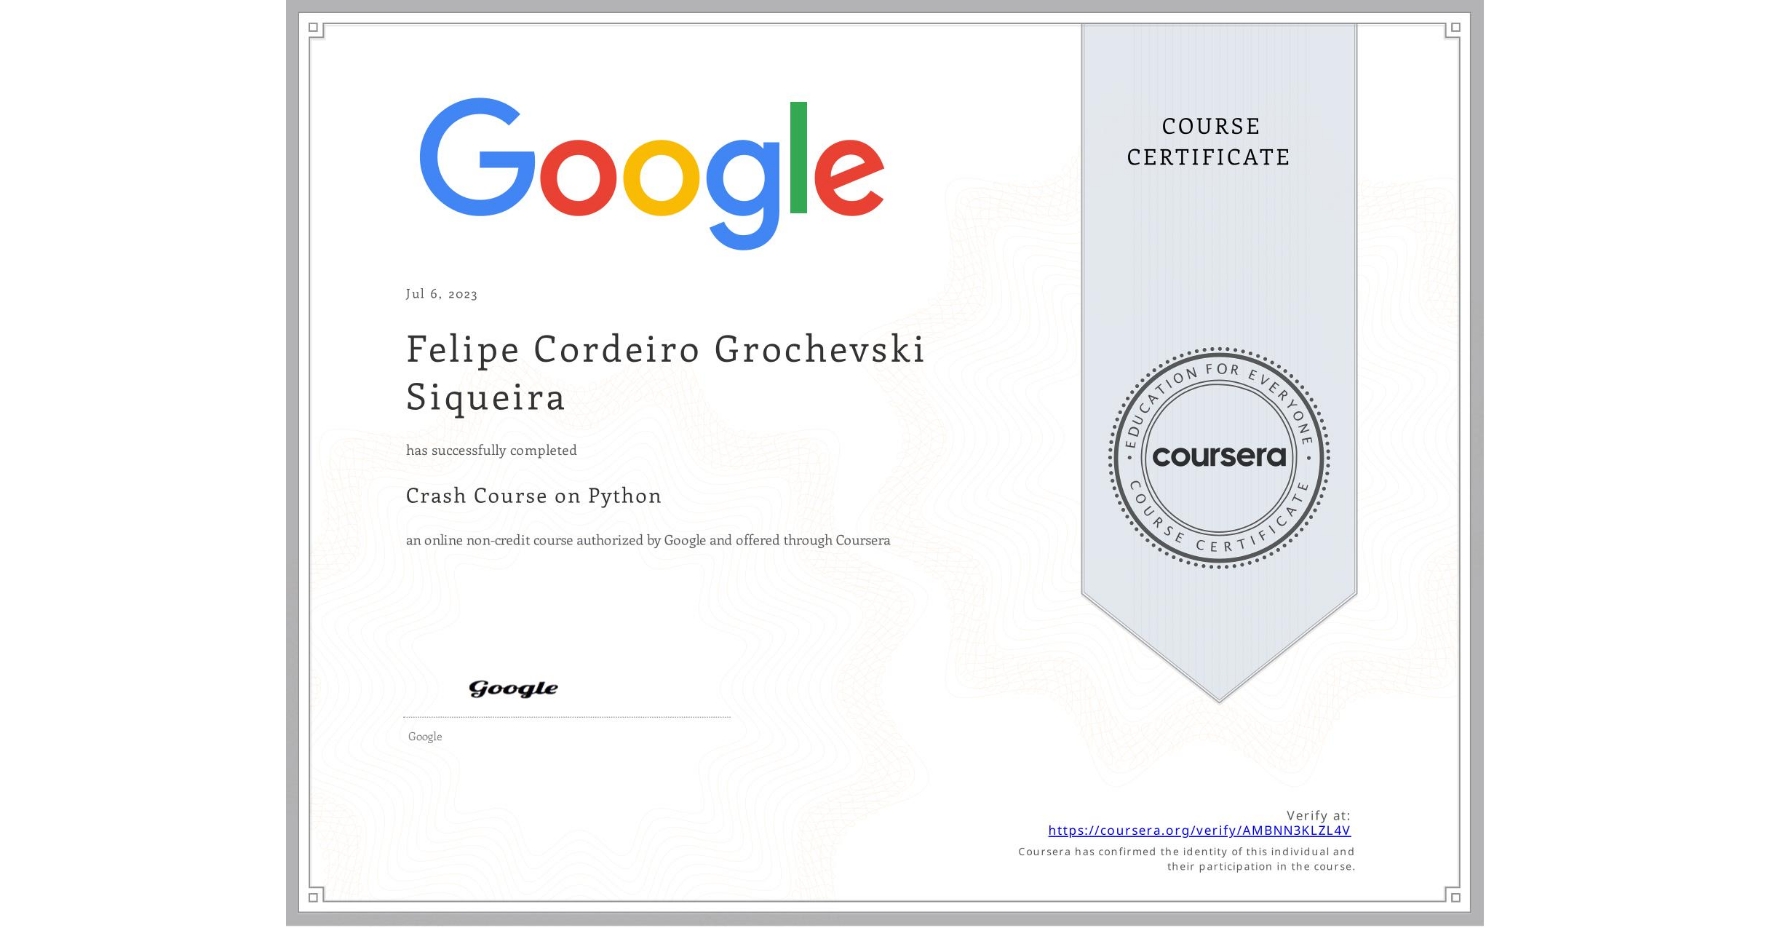 Google
COURSE
CERTIFICATE
Jul 6, 2023
Felipe Cordeiro Grochevski
Siqueira
has successfully completed
Crash Course on Python
an online non-credit course authorized by Google and offered through Coursera
EDUCATION FOR EVERYONE
coursera
COURSE CERTIFICATE
Google
Google
Verify at:
https://coursera.org/verify/AMBNN3KLZL4V
Coursera has confirmed the identity of this individual and
their participation in the course.